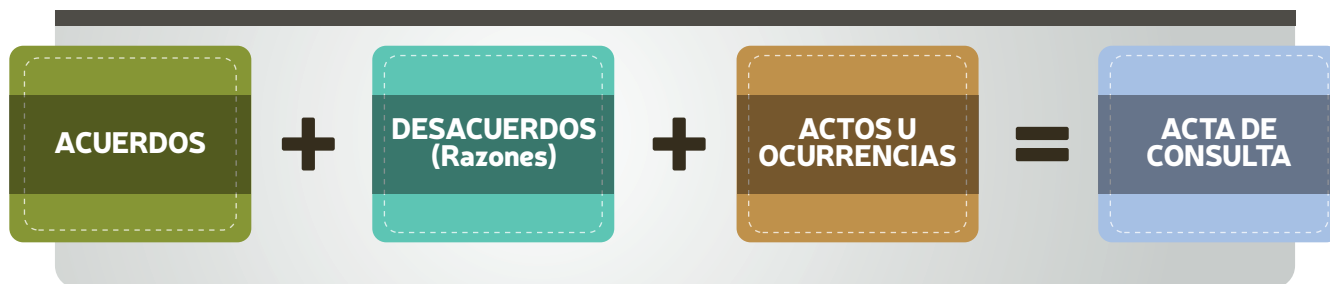 ACUERDOS
+
DESACUERDOS
(Razones)
+
ACTOS U
OCURRENCIAS
=
ACTA DE
CONSULTA